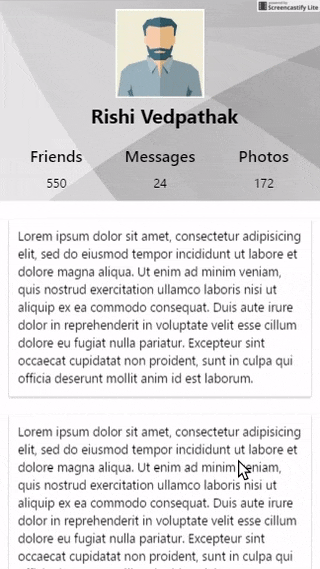 powered by
Screencastify Lite
Rishi Vedpathak
Friends Messages Photos
550 24 172
Lorem ipsum dolor sit amet, consectetur adipisicing
elit, sed do eiusmod tempor incididunt ut labore et
dolore magna aliqua. Ut enim ad minim veniam,
quis nostrud exercitation ullamco laboris nisi ut
aliquip ex ea commodo consequat. Duis aute irure
dolor in reprehenderit in voluptate velit esse cillum
dolore eu fugiat nulla pariatur. Excepteur sint
occaecat cupidatat non proident, sunt in culpa qui
officia deserunt mollit anim id est laborum.
Lorem ipsum dolor sit amet, consectetur adipisicing
elit, sed do eiusmod tempor incididunt ut labore et
dolore magna aliqua. Ut enim ad minim veniam,
quis nostrud exercitation ullamco laboris nisi ut
aliquip ex ea commodo consequat. Duis aute irure
dolor in reprehenderit in voluptate velit esse cillum
dolore eu fugiat nulla pariatur. Excepteur sint
occaecat cupidatat non proident, sunt in culpa qui